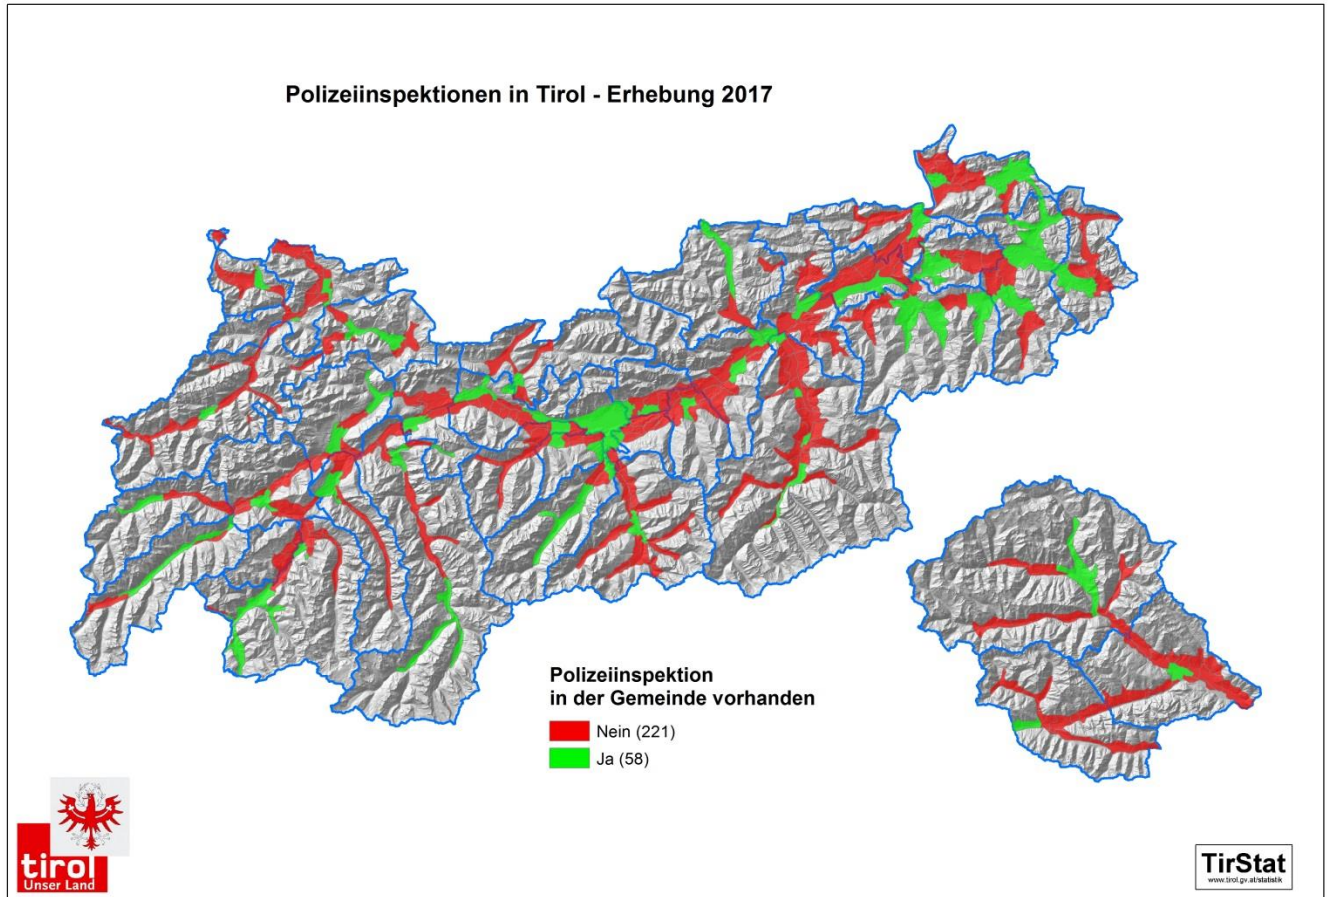 Polizeiinspektionen in Tirol - Erhebung 2017
Polizeiinspektion
in der Gemeinde vorhanden
Nein (221)
Ja (58)
tirol
Unser Land
TirStat
www.tirol.gv.at/statistik